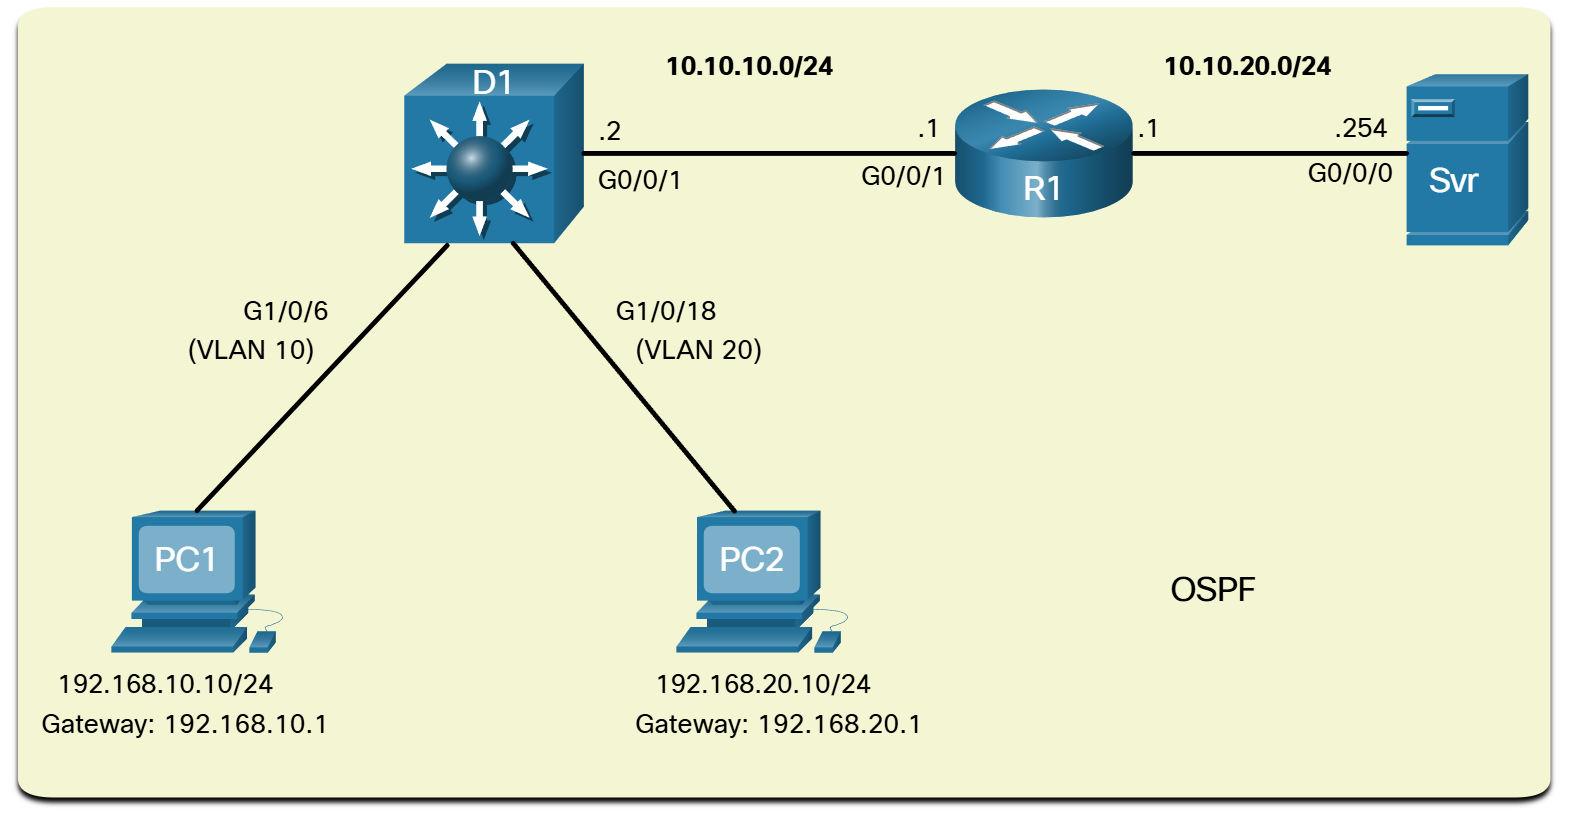 D1
10.10.10.0/24
10.10.20.0/24
.2
.1
.1
.254
G0/0/1
G0/0/1
G0/0/0
R1
Svr
G1/0/6
(VLAN 10)
G1/0/18
(VLAN 20)
PC1
PC2
OSPF
192.168.10.10/24
Gateway: 192.168.10.1
192.168.20.10/24
Gateway: 192.168.20.1